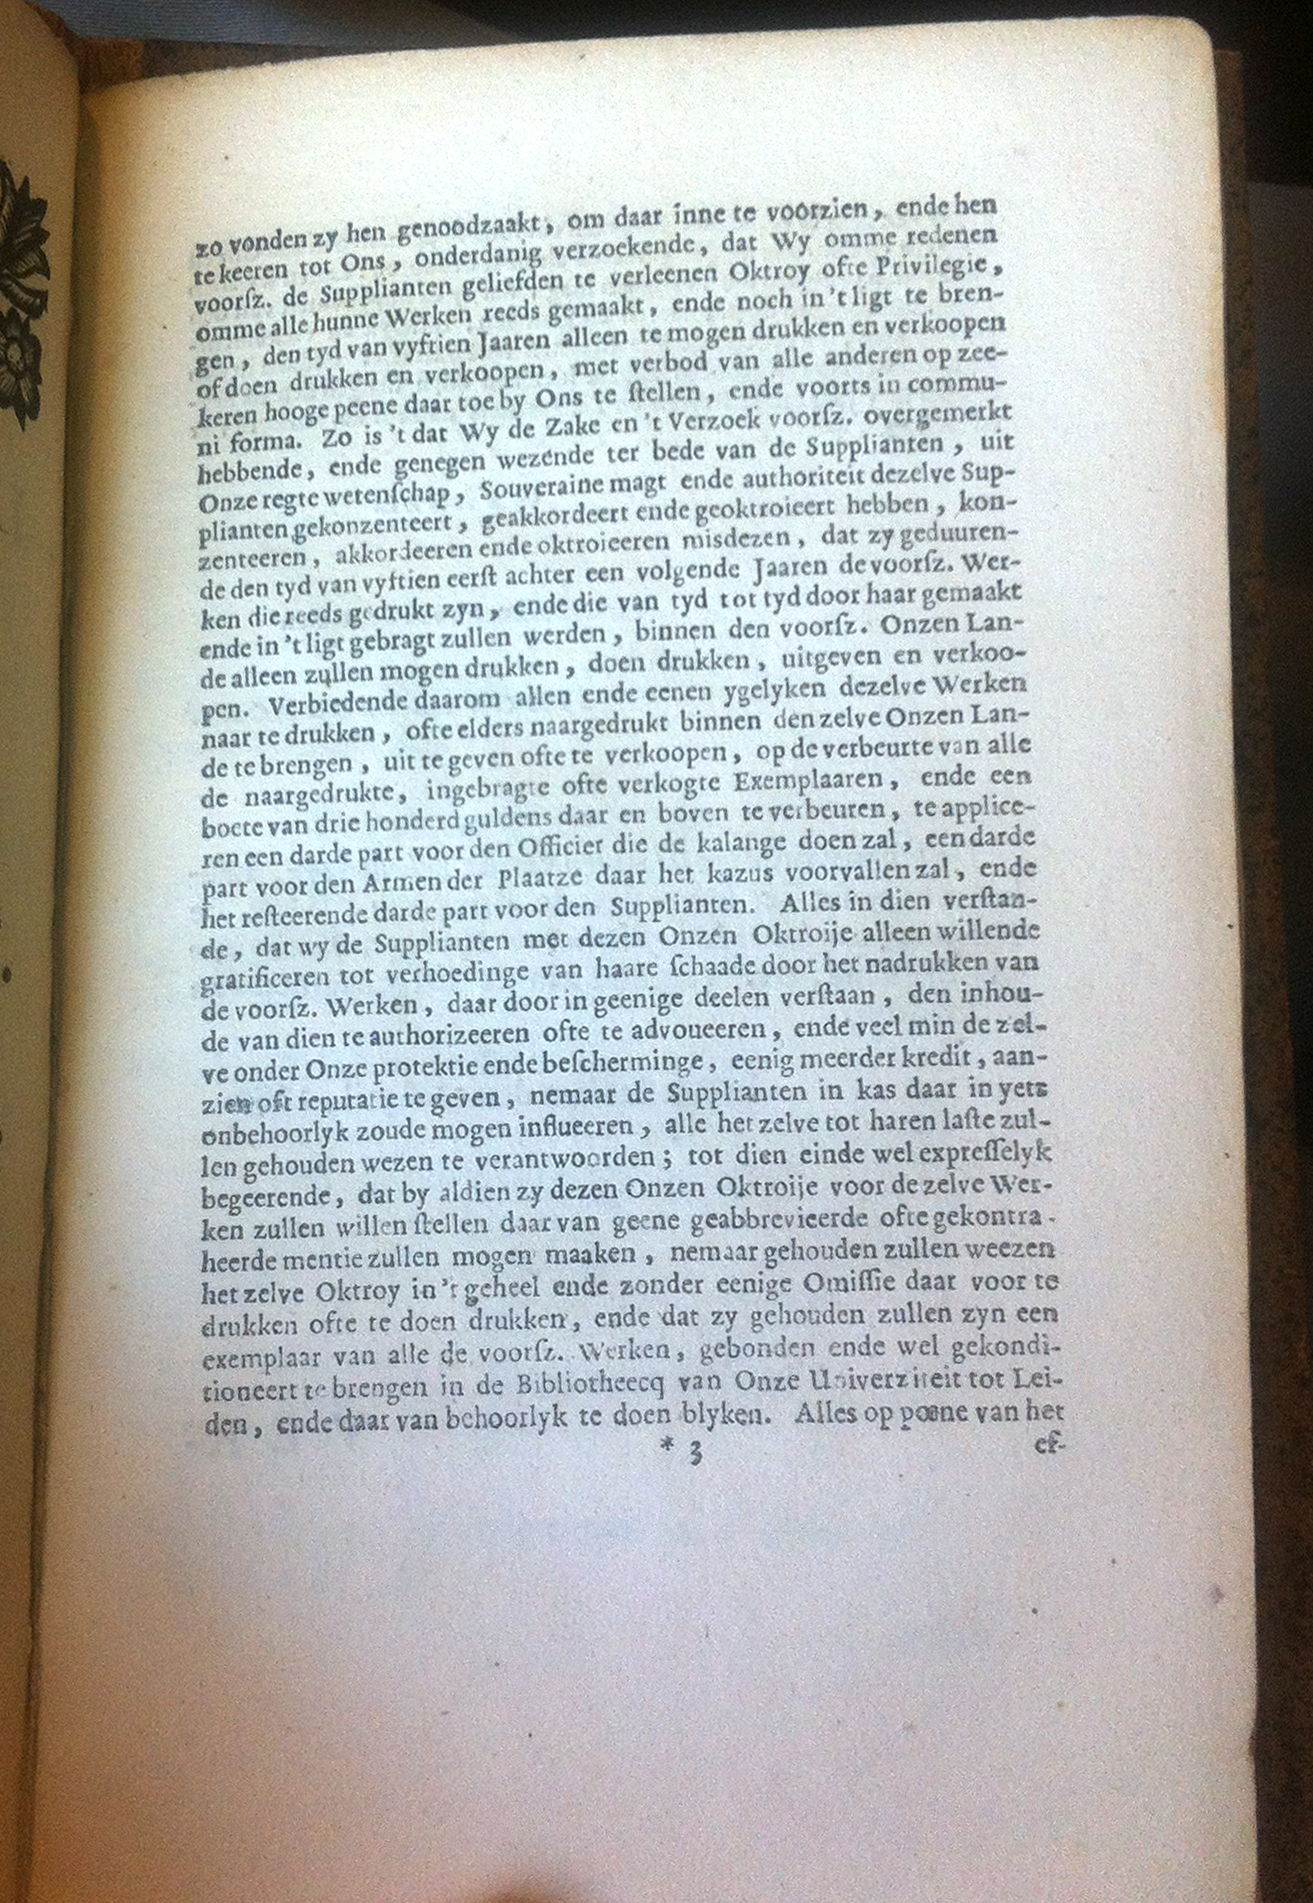 zo vonden zy hen genoodzaakt, om daar inne te voorzien, ende hen
te keeren tot Ons, onderdanig verzoekende, dat Wy omme redenen
voorſz. de Supplianten geliefden te verleenen Oktroy ofte Privilegie,
omme alle hunne Werken reeds gemaakt, ende noch in 't ligt te bren-
gen, den tyd van vyftien Jaaren alleen te mogen drukken en verkoopen
of doen drukken en verkoopen, met verbod van alle anderen op zee-
keren hooge peene daar toe by Ons te ſtellen, ende voorts in commu-
ni forma. Zo is 't dat Wy de Zake en 't Verzoek voorſz. overgemerkt
hebbende, ende genegen wezende ter bede van de Supplianten, uit
Onze regte wetenſchap, Souveraine magt ende authoriteit dezelve Sup-
plianten gekonzenteert, geakkordeert ende geoktroieert hebben, kon-
zenteeren, akkordeeren ende oktroieeren misdezen, dat zy geduuren-
de den tyd van vyftien eerſt achter een volgende Jaaren de voorſz. Wer-
ken die reeds gedrukt zyn, ende die van tyd tot tyd door haar gemaakt
ende in 't ligt gebragt zullen werden, binnen den voorſz. Onzen Lan-
de alleen zullen mogen drukken, doen drukken, uitgeven en verkoo-
pen. Verbiedende daarom allen ende eenen ygelyken dezelve Werken
naar te drukken, ofte elders naargedrukt binnen den zelve Onzen Lan-
de te brengen, uit te geven ofte te verkoopen, op de verbeurte van alle
de naargedrukte, ingebragte ofte verkogte Exemplaaren, ende een
boete van drie honderd guldens daar en boven te verbeuren, te applice-
ren een darde part voor den Officier die de kalange doen zal, een darde
part voor den Armen der Plaatze daar het kazus voorvallen zal, ende
het reſteerende darde part voor den Supplianten. Alles in dien verſtan-
de, dat wy de Supplianten met dezen Onzen Oktroije alleen willende
gratificeren tot verhoedinge van haare ſchaade door het nadrukken van
de voorſz. Werken, daar door in geenige deelen verſtaan, den inhou-
de van dien te authorizeeren ofte te advoueeren, ende veel min de zel-
ve onder Onze protektie ende beſcherminge, eenig meerder kredit, aan-
zien oft reputatie te geven, nemaar de Supplianten in kas daar in yets
onbehoorlyk zoude mogen influeeren, alle het zelve tot haren laſte zul-
len gehouden wezen te verantwoorden; tot dien einde wel expreſſelyk
begeerende, dat by aldien zy dezen Onzen Oktroije voor dezelve Wer-
ken zullen willen ſtellen daar van geene geabbrevieerde ofte gekontra-
heerde mentie zullen mogen maaken, nemaar gehouden zullen weezen
het zelve Oktroy in 't geheel ende zonder eenige Omiſſie daar voor te
drukken ofte te doen drukken, ende dat zy gehouden zullen zyn een
exemplaar van alle de voorſz. Werken, gebonden ende wel gekondi-
tioneert te brengen in de Bibliotheecq van Onze Univerziteit tot Lei-
den, ende daar van behoorlyk te doen blyken. Alles op poene van het
* 3 ef-